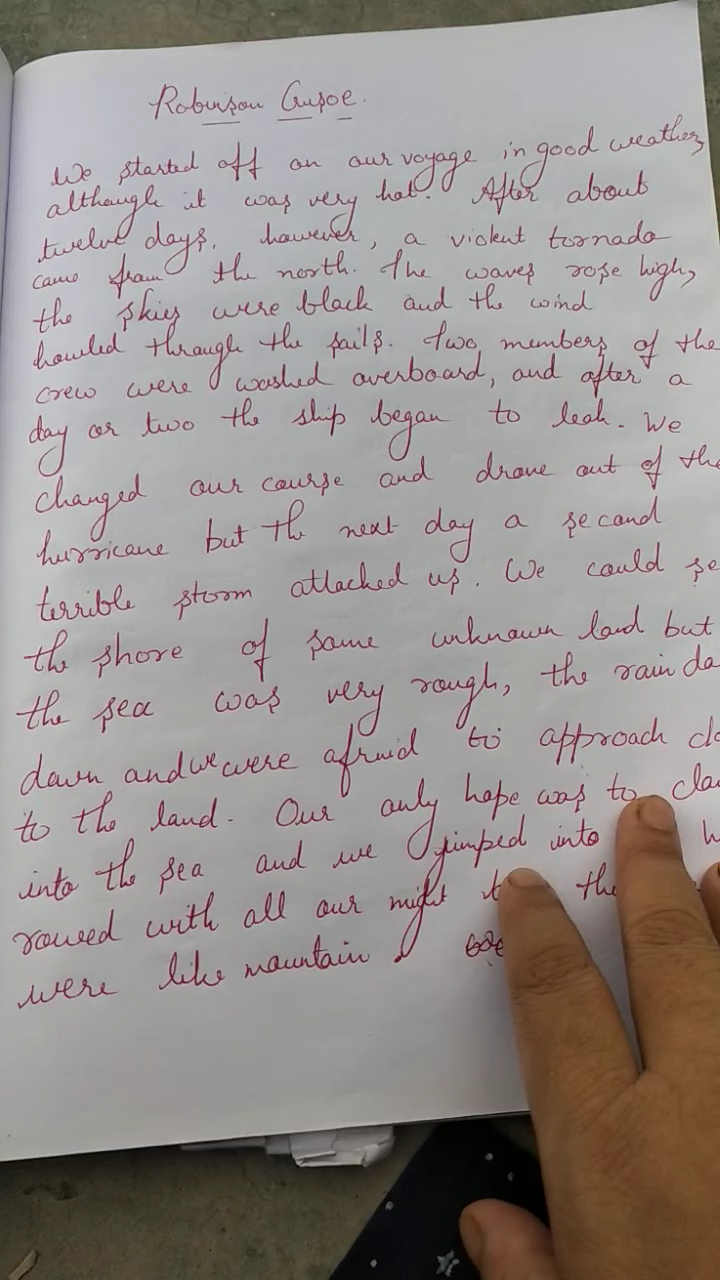 Robinson Crusoe.
We started off on our voyage in good weather,
although it was very hot. After about
twelve days, however, a violent tornado
came from the north. The waves rose high,
the skies were black and the wind
howled through the sails. Two members of the
crew were washed overboard, and after a
day or two the ship began to leak. We
changed our course and drove out of the
hurricane but the next day a second
terrible storm attacked us. We could se
the shore of some unknown land but
the sea was very rough, the rain da
down and we were afraid to approach clo
to the land. Our only hope was to
into the sea and we jumped into
rowed with all our might the
were like mountain